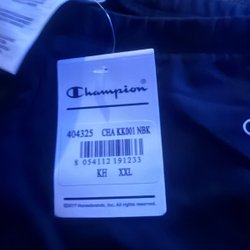 Champion
404325 CHA KK001 NBK
8 054112 191233
KH XXL
©2017 Hanesbrands, Inc. All rights reserved.